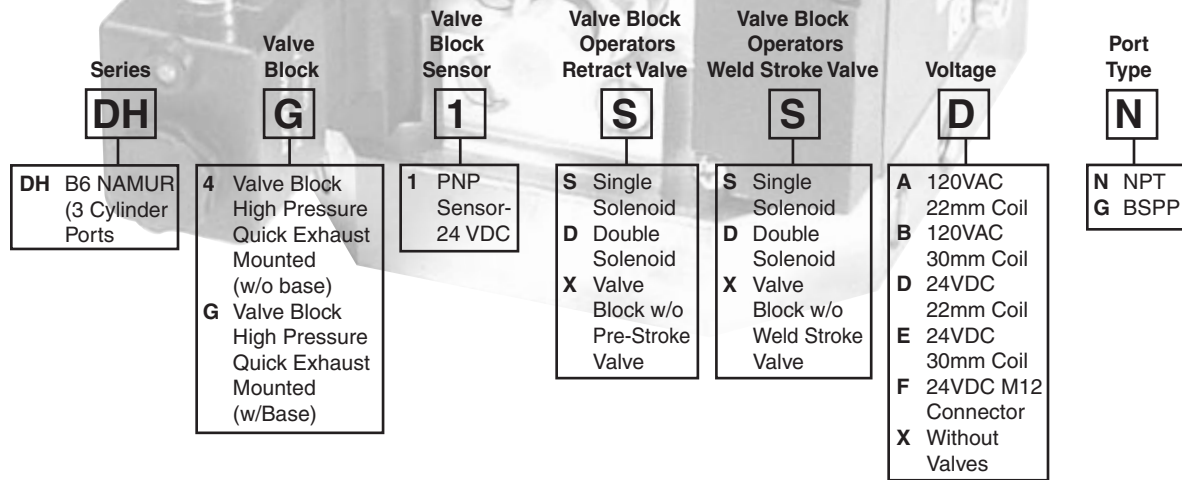 Series
DH
DH B6 NAMUR
(3 Cylinder
Ports
Valve
Block
G
4 Valve Block
High Pressure
Quick Exhaust
Mounted
(w/o base)
G Valve Block
High Pressure
Quick Exhaust
Mounted
(w/Base)
Valve
Block
Sensor
1
1 PNP
Sensor-
24 VDC
Valve Block
Operators
Retract Valve
S
S Single
Solenoid
D Double
Solenoid
X Valve
Block w/o
Pre-Stroke
Valve
Valve Block
Operators
Weld Stroke Valve
S
S Single
Solenoid
D Double
Solenoid
X Valve
Block w/o
Weld Stroke
Valve
Voltage
D
A 120VAC
22mm Coil
B 120VAC
30mm Coil
D 24VDC
22mm Coil
E 24VDC
30mm Coil
F 24VDC M12
Connector
X Without
Valves
Port
Type
N
N NPT
G BSPP